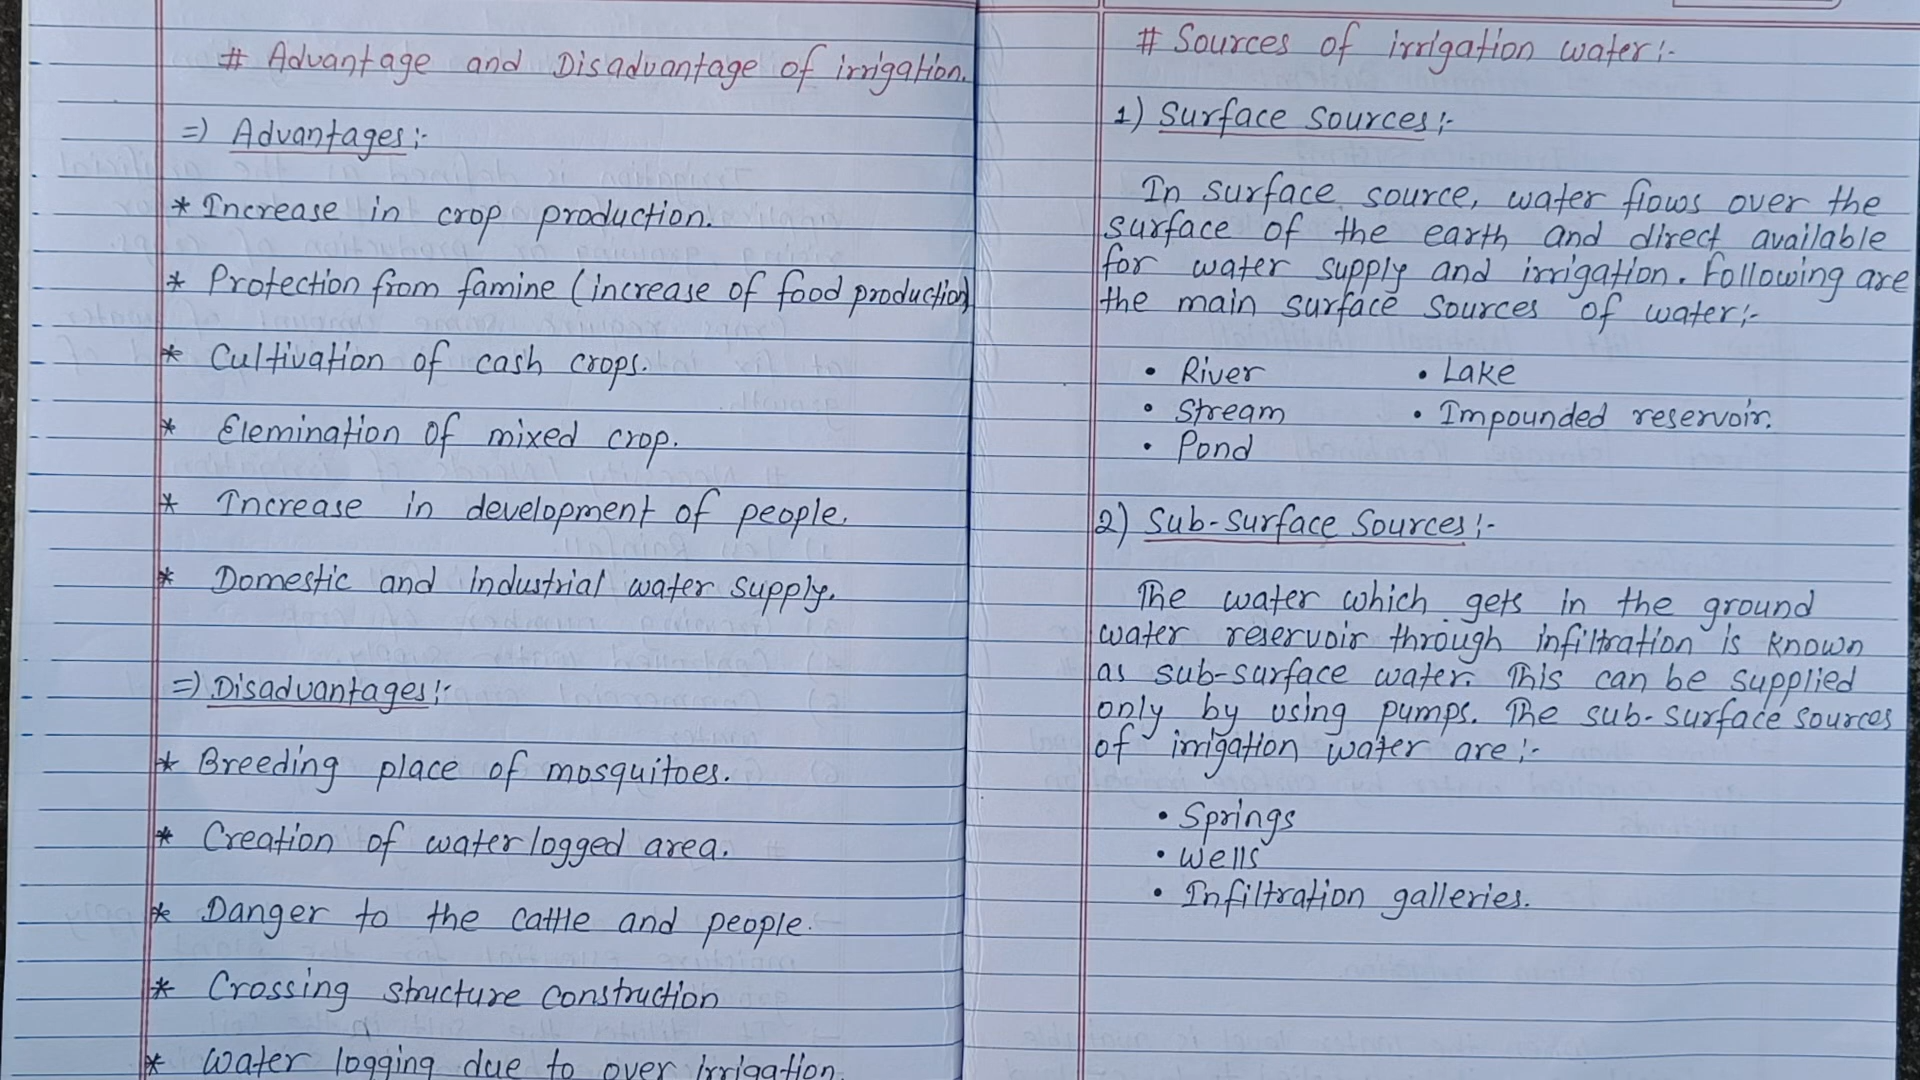 # Advantage and Disadvantage of irrigation.
=) Advantages:-
* Increase in crop production.
* Protection from famine (increase of food production)
* Cultivation of cash crops.
* Elemination of mixed crop.
* Increase in development of people.
* Domestic and industrial water supply.
=) Disadvantages:-
* Breeding place of mosquitoes.
* Creation of water logged area.
* Danger to the cattle and people.
* Crossing structure construction
* Water logging due to over irrigation.
# Sources of irrigation water:-
1) Surface Sources:-
In surface source, water flows over the
surface of the earth and direct available
for water supply and irrigation. Following are
the main surface sources of water:-
• River
• Lake
• Stream
• Impounded reservoir.
• Pond
2) Sub-Surface Sources:-
The water which gets in the ground
water reservoir through infiltration is known
as sub-surface water. This can be supplied
only by using pumps. The sub-surface sources
of irrigation water are:-
• Springs
• Wells
• Infiltration galleries.